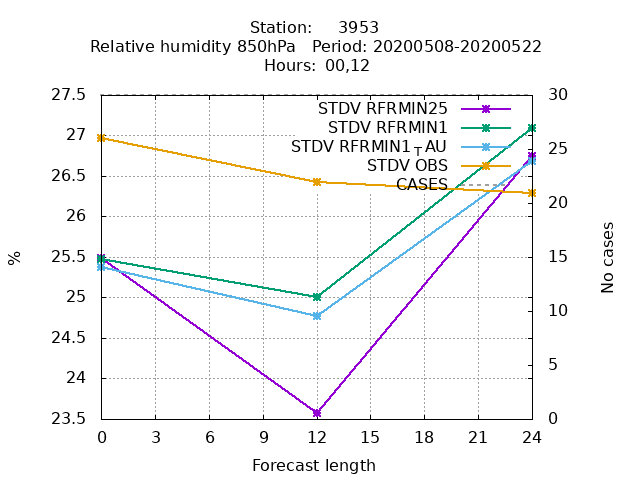 Station: 3953
Relative humidity 850hPa Period: 20200508-20200522
Hours: 00,12
27.5
27
26.5
26
25.5
25
24.5
24
23.5
%
STDV RFRMIN25
STDV RFRMIN1
STDV RFRMIN1TAU
STDV OBS
CASES
30
25
20
15
10
5
0
No cases
0 3 6 9 12 15 18 21 24
Forecast length